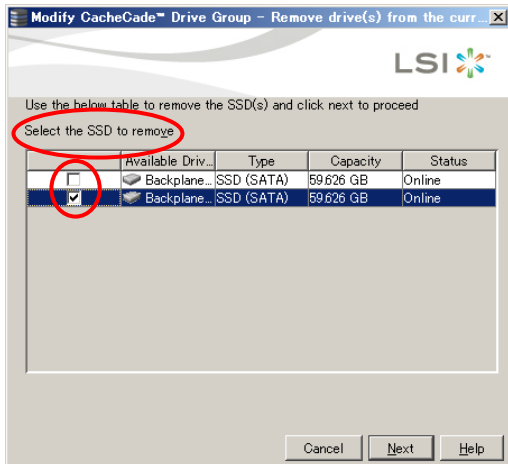 Modify CacheCade™ Drive Group - Remove drive(s) from the curr...
LSI
Use the below table to remove the SSD(s) and click next to proceed
Select the SSD to remove
Available Driv... Type Capacity Status
Backplane... SSD (SATA) 59.626 GB Online
Backplane... SSD (SATA) 59.626 GB Online
Cancel Next Help